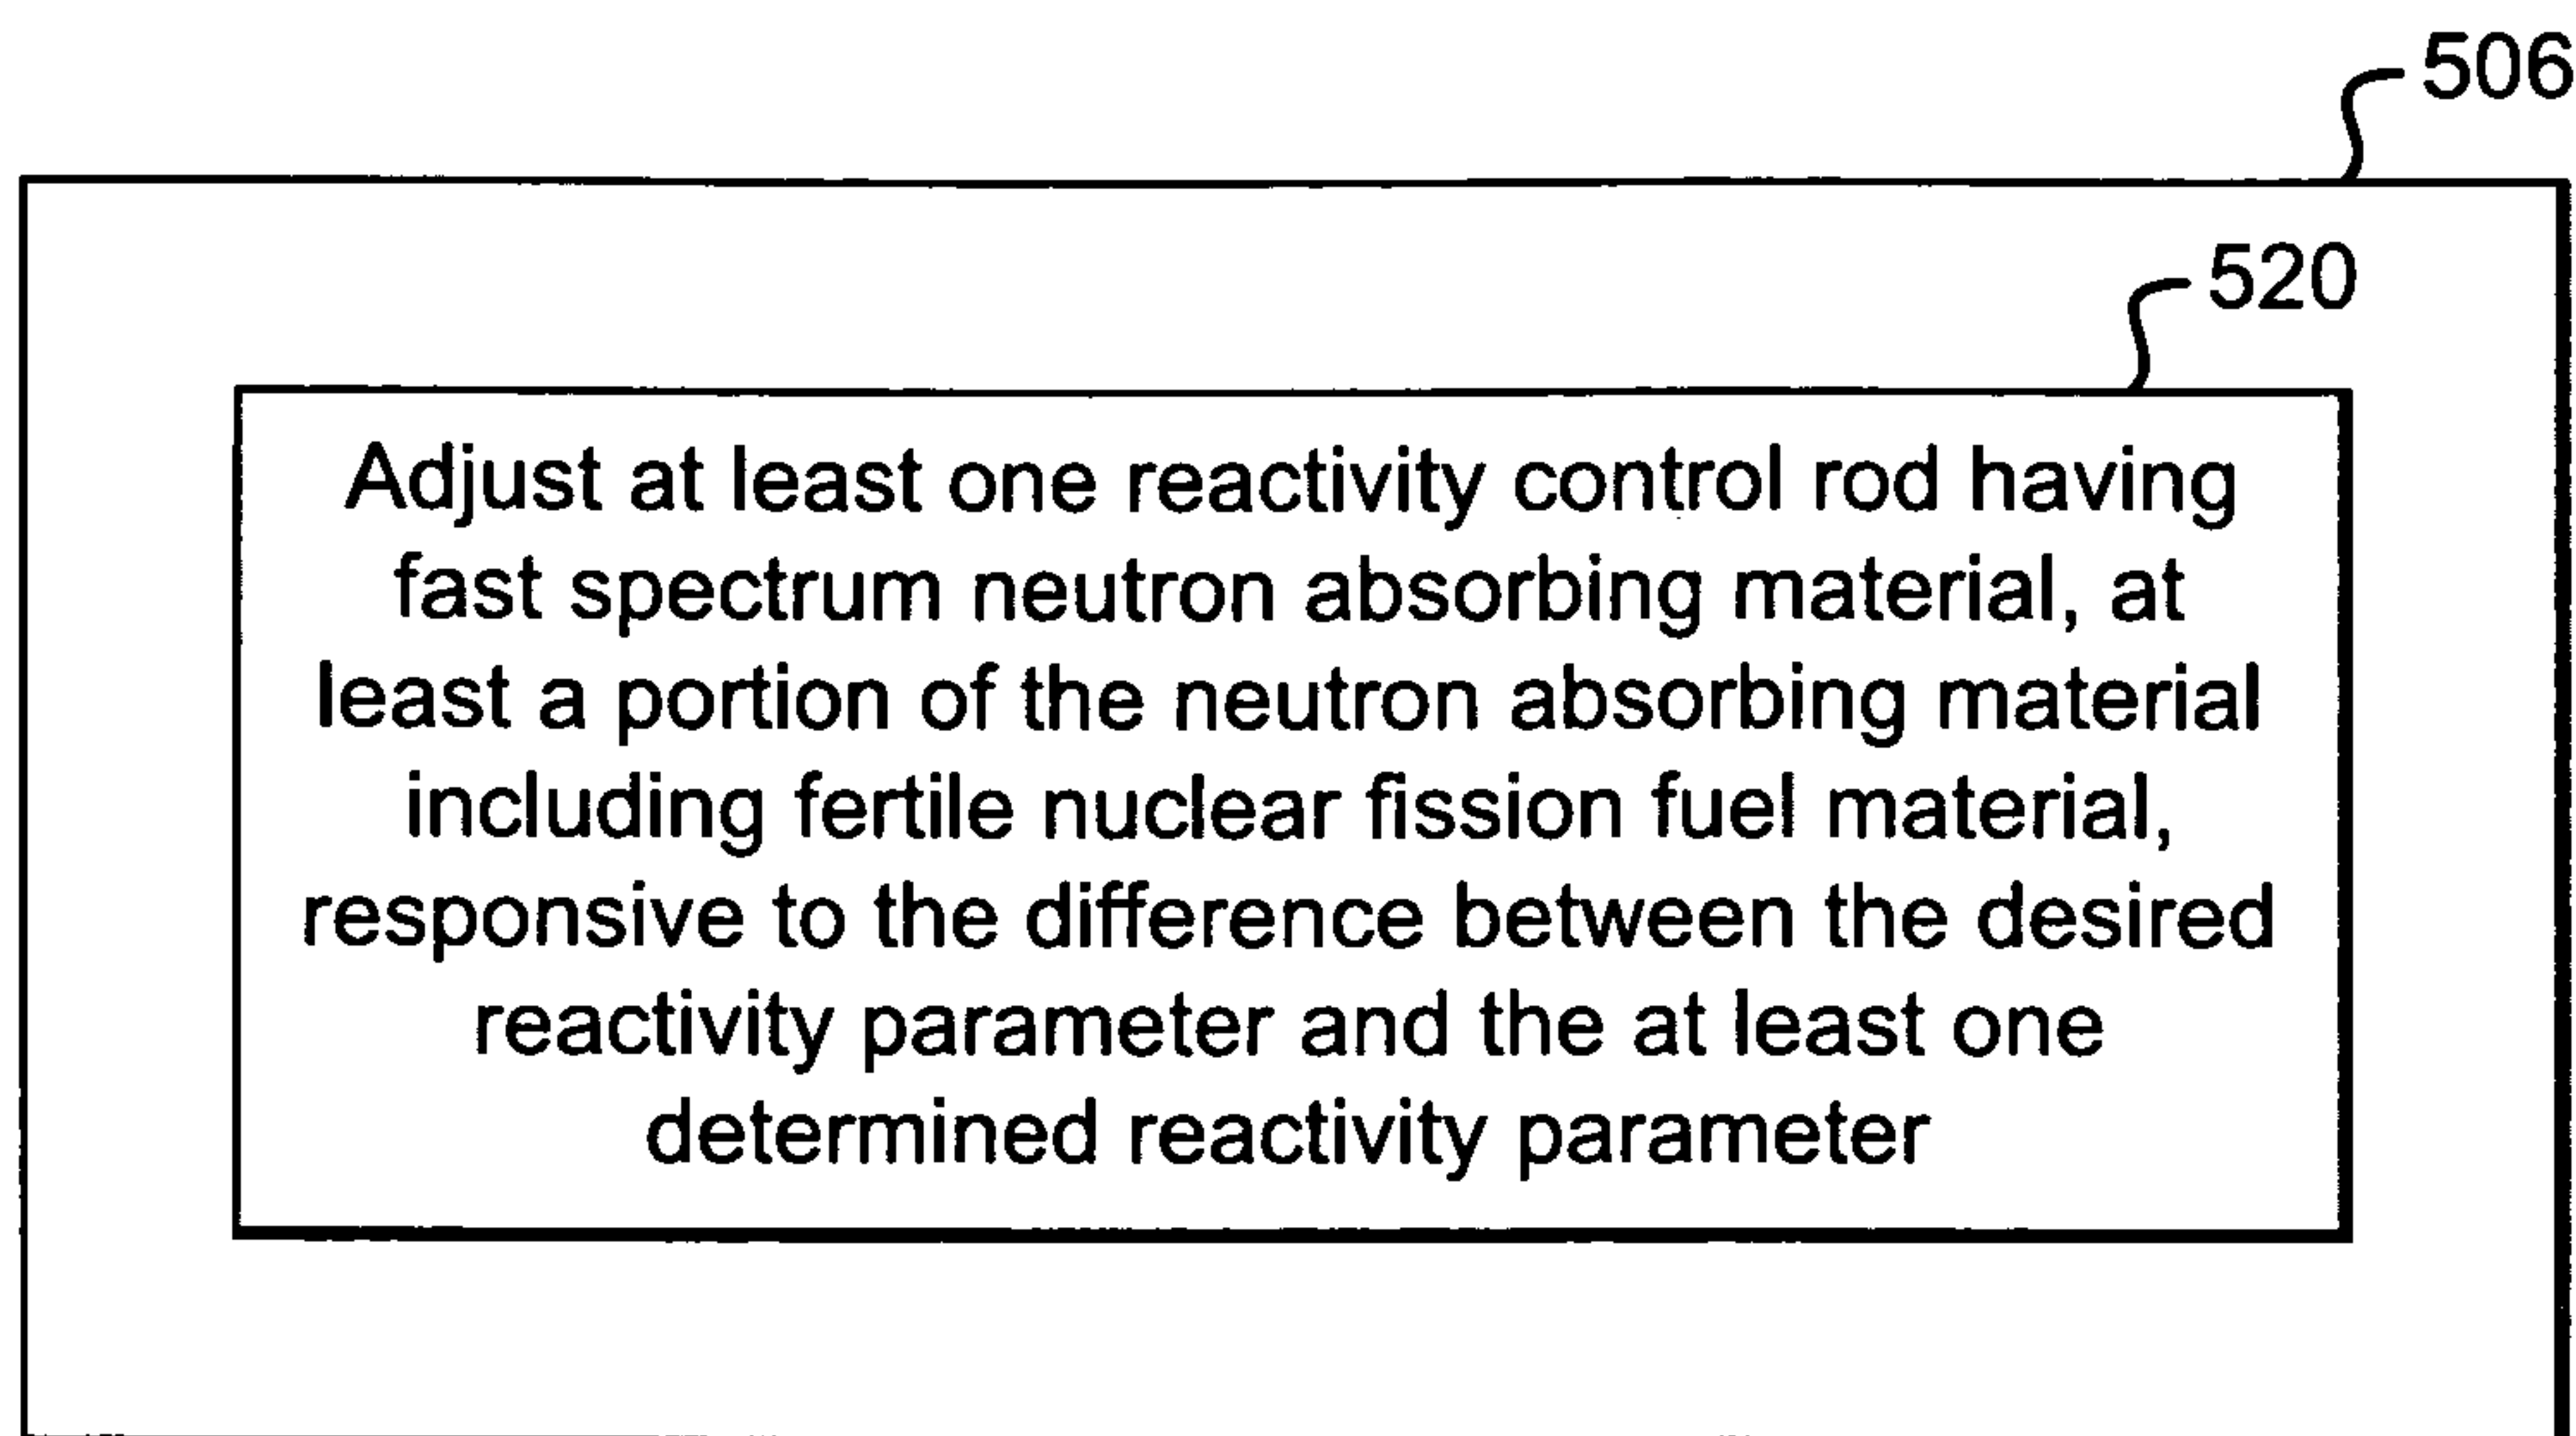 506
520
Adjust at least one reactivity control rod having
fast spectrum neutron absorbing material, at
least a portion of the neutron absorbing material
including fertile nuclear fission fuel material,
responsive to the difference between the desired
reactivity parameter and the at least one
determined reactivity parameter